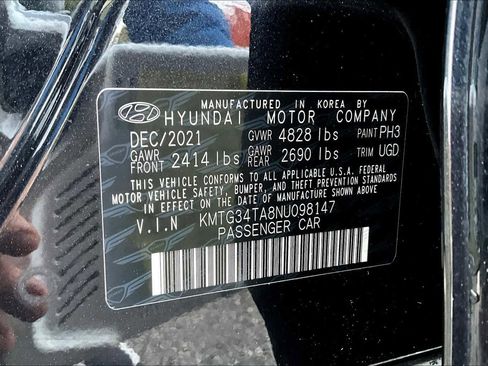 MANUFACTURED IN KOREA BY
HYUNDAI MOTOR COMPANY
DEC/2021 GVWR 4828 lbs PAINT PH3
GAWR FRONT 2414 lbs GAWR REAR 2690 lbs TRIM UGD
THIS VEHICLE CONFORMS TO ALL APPLICABLE U.S.A. FEDERAL
MOTOR VEHICLE SAFETY, BUMPER, AND THEFT PREVENTION
STANDARDS IN EFFECT ON THE DATE OF MANUFACTURE SHOWN ABOVE.
V.I.N KMTG34TA8NU098147
PASSENGER CAR